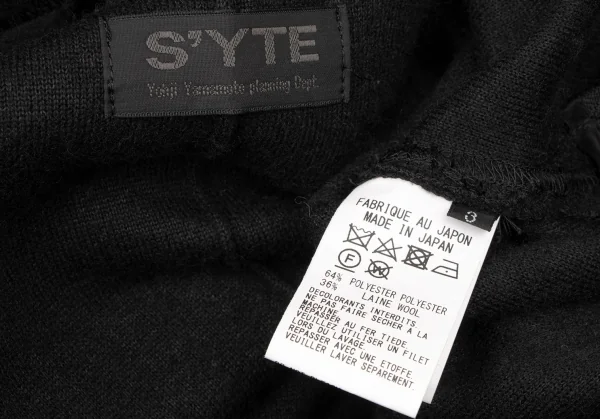 S'YTE
Yohji Yamamoto planning Dept.
3
FABRIQUE AU JAPON
MADE IN JAPAN
F W
64% POLYESTER POLYESTER
36% LAINE WOOL
DECOLORANTS INTERDITS.
NE PAS FAIRE SECHER A LA
MACHINE
REPASSER AU FER TIEDE.
VEUILLEZ UTILISER UN FILET
LORS DU LAVAGE.
REPASSER AVEC UNE ETOFFE.
VEUILLER LAVER SEPAREMENT.